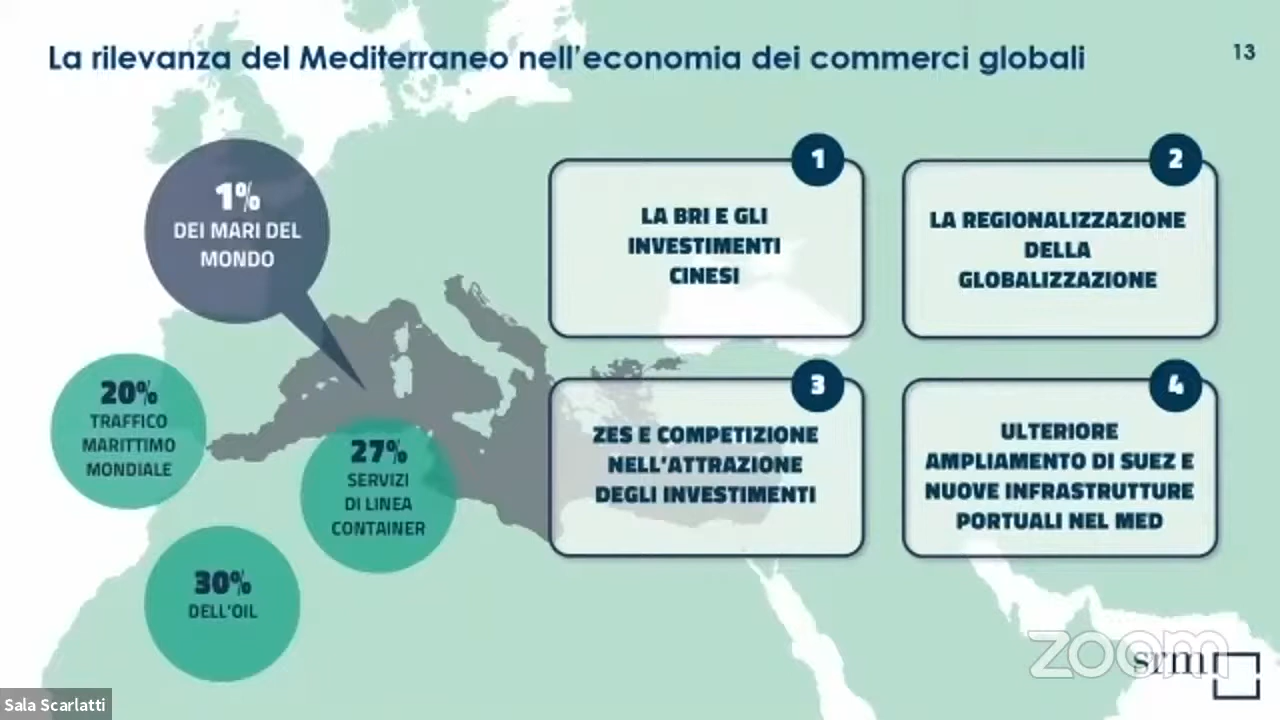 La rilevanza del Mediterraneo nell'economia dei commerci globali
13
1%
DEI MARI DEL
MONDO
20%
TRAFFICO
MARITTIMO
MONDIALE
27%
SERVIZI
DI LINEA
CONTAINER
30%
DELL'OIL
1
LA BRI E GLI
INVESTIMENTI
CINESI
2
LA REGIONALIZZAZIONE
DELLA
GLOBALIZZAZIONE
3
ZES E COMPETIZIONE
NELL'ATTRAZIONE
DEGLI INVESTIMENTI
4
ULTERIORE
AMPLIAMENTO DI SUEZ E
NUOVE INFRASTRUTTURE
PORTUALI NEL MED
zoom
srm
Sala Scarlatti